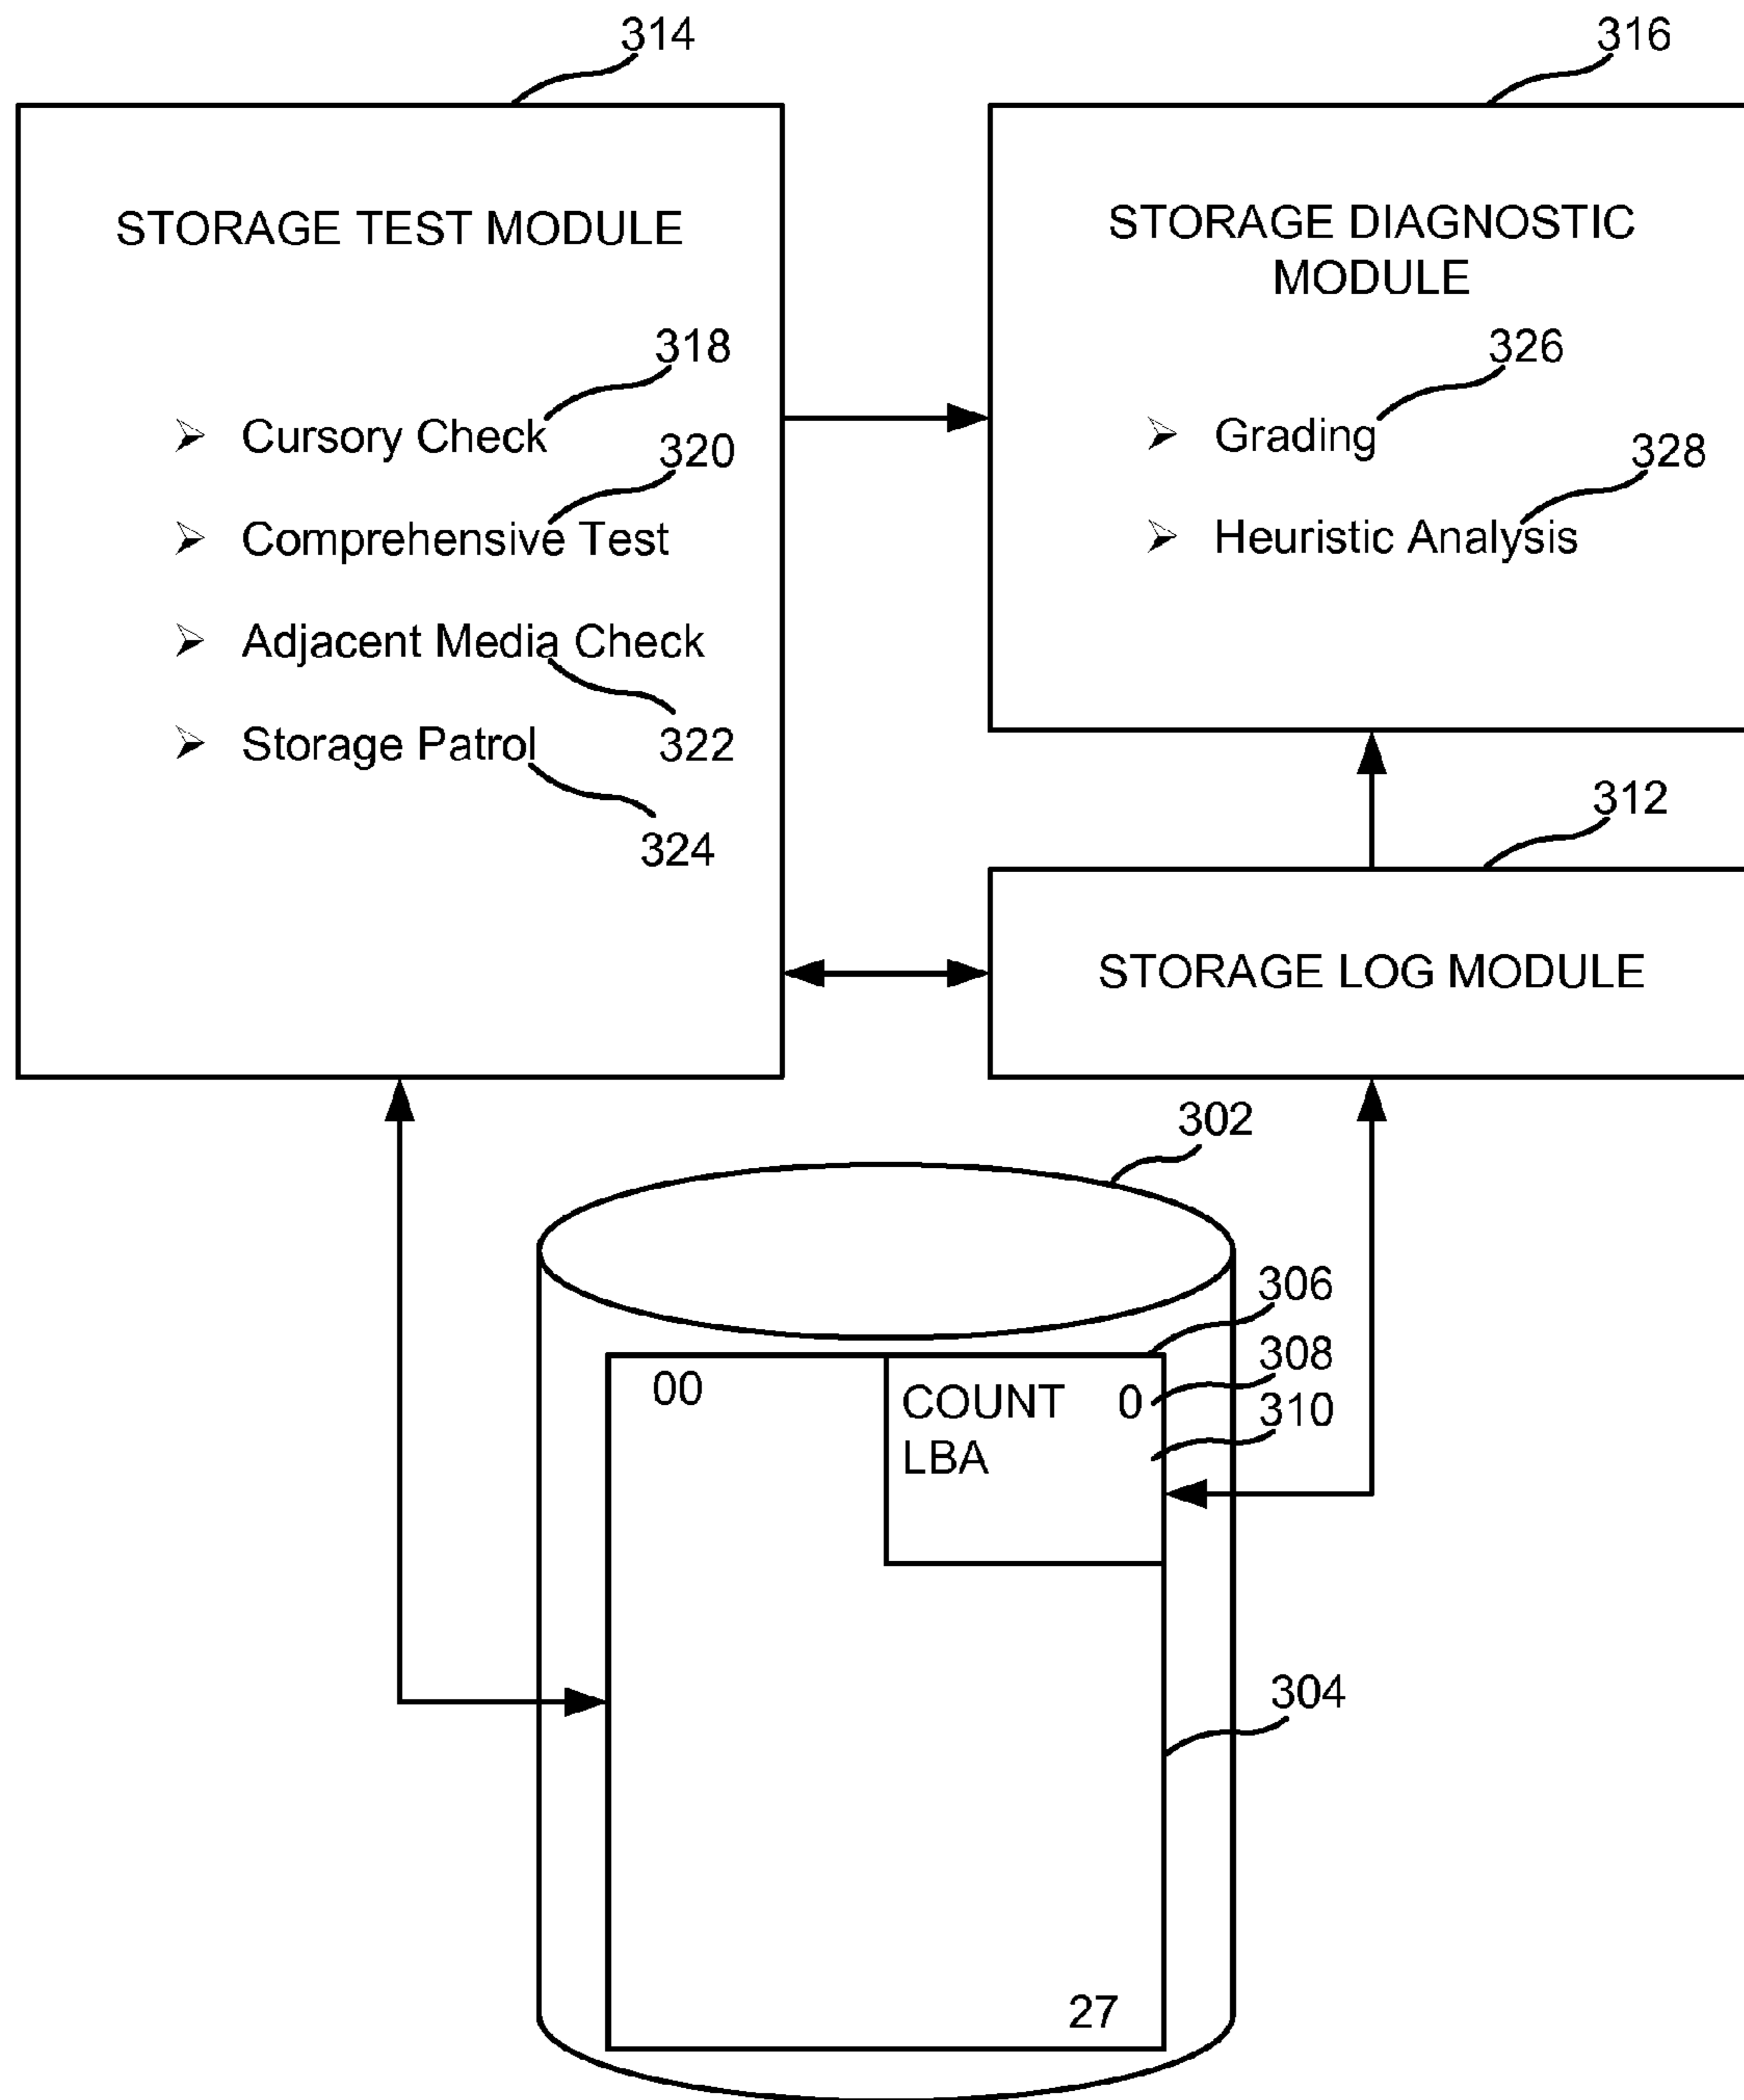 314
STORAGE TEST MODULE
318
➢ Cursory Check
320
➢ Comprehensive Test
➢ Adjacent Media Check
322
➢ Storage Patrol
324
316
STORAGE DIAGNOSTIC
MODULE
326
➢ Grading
328
➢ Heuristic Analysis
312
STORAGE LOG MODULE
302
306
308
310
00
COUNT 0
LBA
304
27